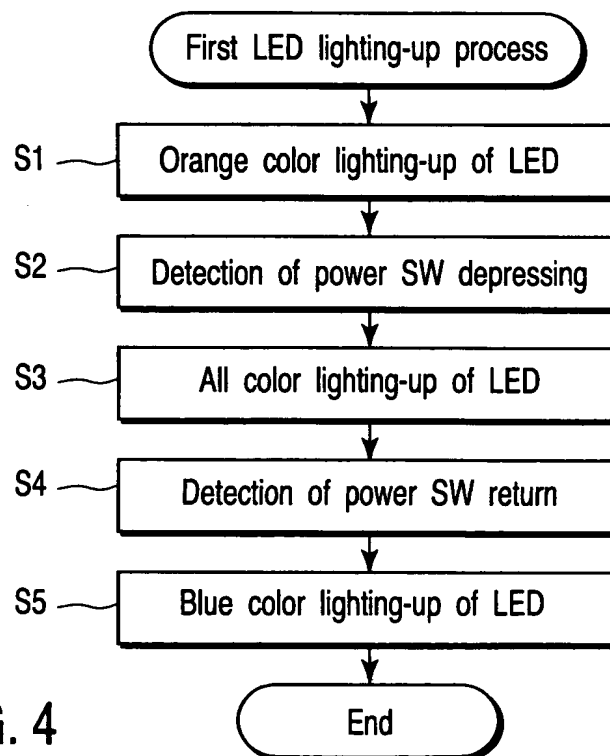 First LED lighting-up process
S1 Orange color lighting-up of LED
S2 Detection of power SW depressing
S3 All color lighting-up of LED
S4 Detection of power SW return
S5 Blue color lighting-up of LED
End
. 4